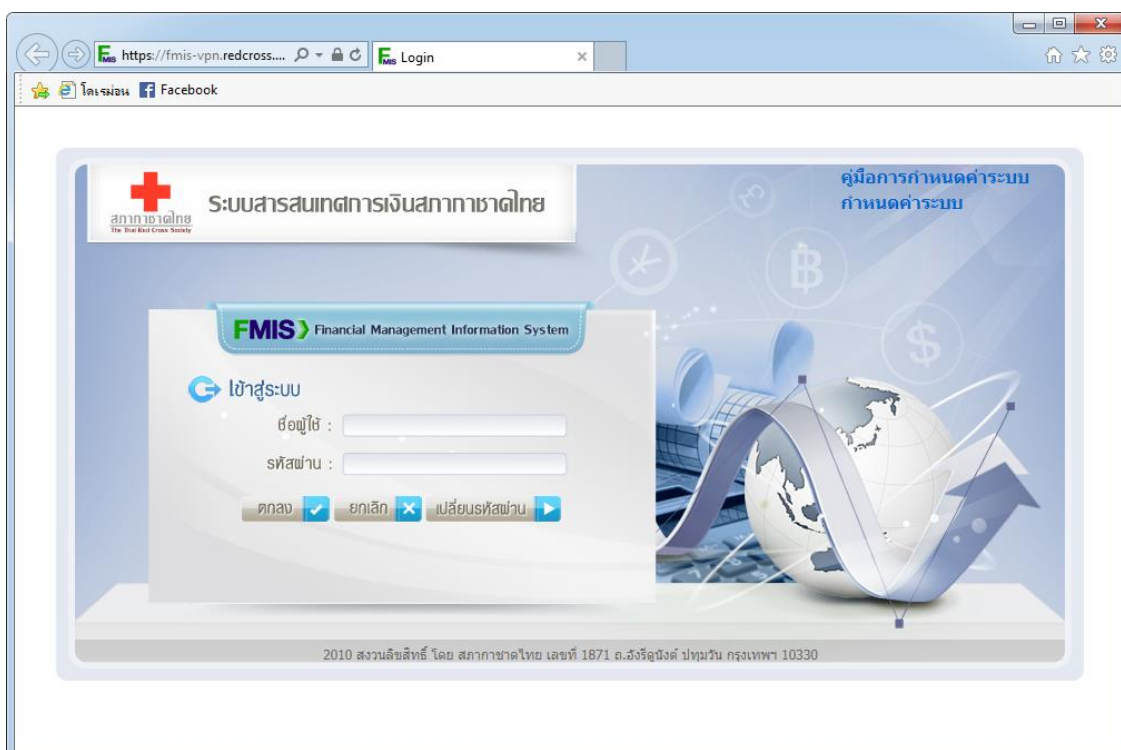 https://fmis-vpn.redcross....
FMIS Login
โดเรม่อน Facebook
คู่มือการกำหนดค่าระบบ
กำหนดค่าระบบ
สภากาชาดไทย
The Thai Red Cross Society
ระบบสารสนเทศการเงินสภากาชาดไทย
FMIS Financial Management Information System
เข้าสู่ระบบ
ชื่อผู้ใช้ :
รหัสผ่าน :
ตกลง ยกเลิก เปลี่ยนรหัสผ่าน
2010 สงวนลิขสิทธิ์ โดย สภากาชาดไทย เลขที่ 1871 ถ.อังรีดูนังต์ ปทุมวัน กรุงเทพฯ 10330